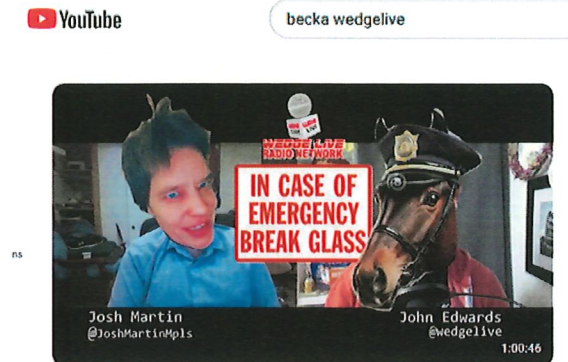 YouTube
becka wedgelive
WEDGE LIVE
RADIO NETWORK
IN CASE OF
EMERGENCY
BREAK GLASS
ns
Josh Martin
@JoshMartinMpls
John Edwards
@wedgelive
1:00:46